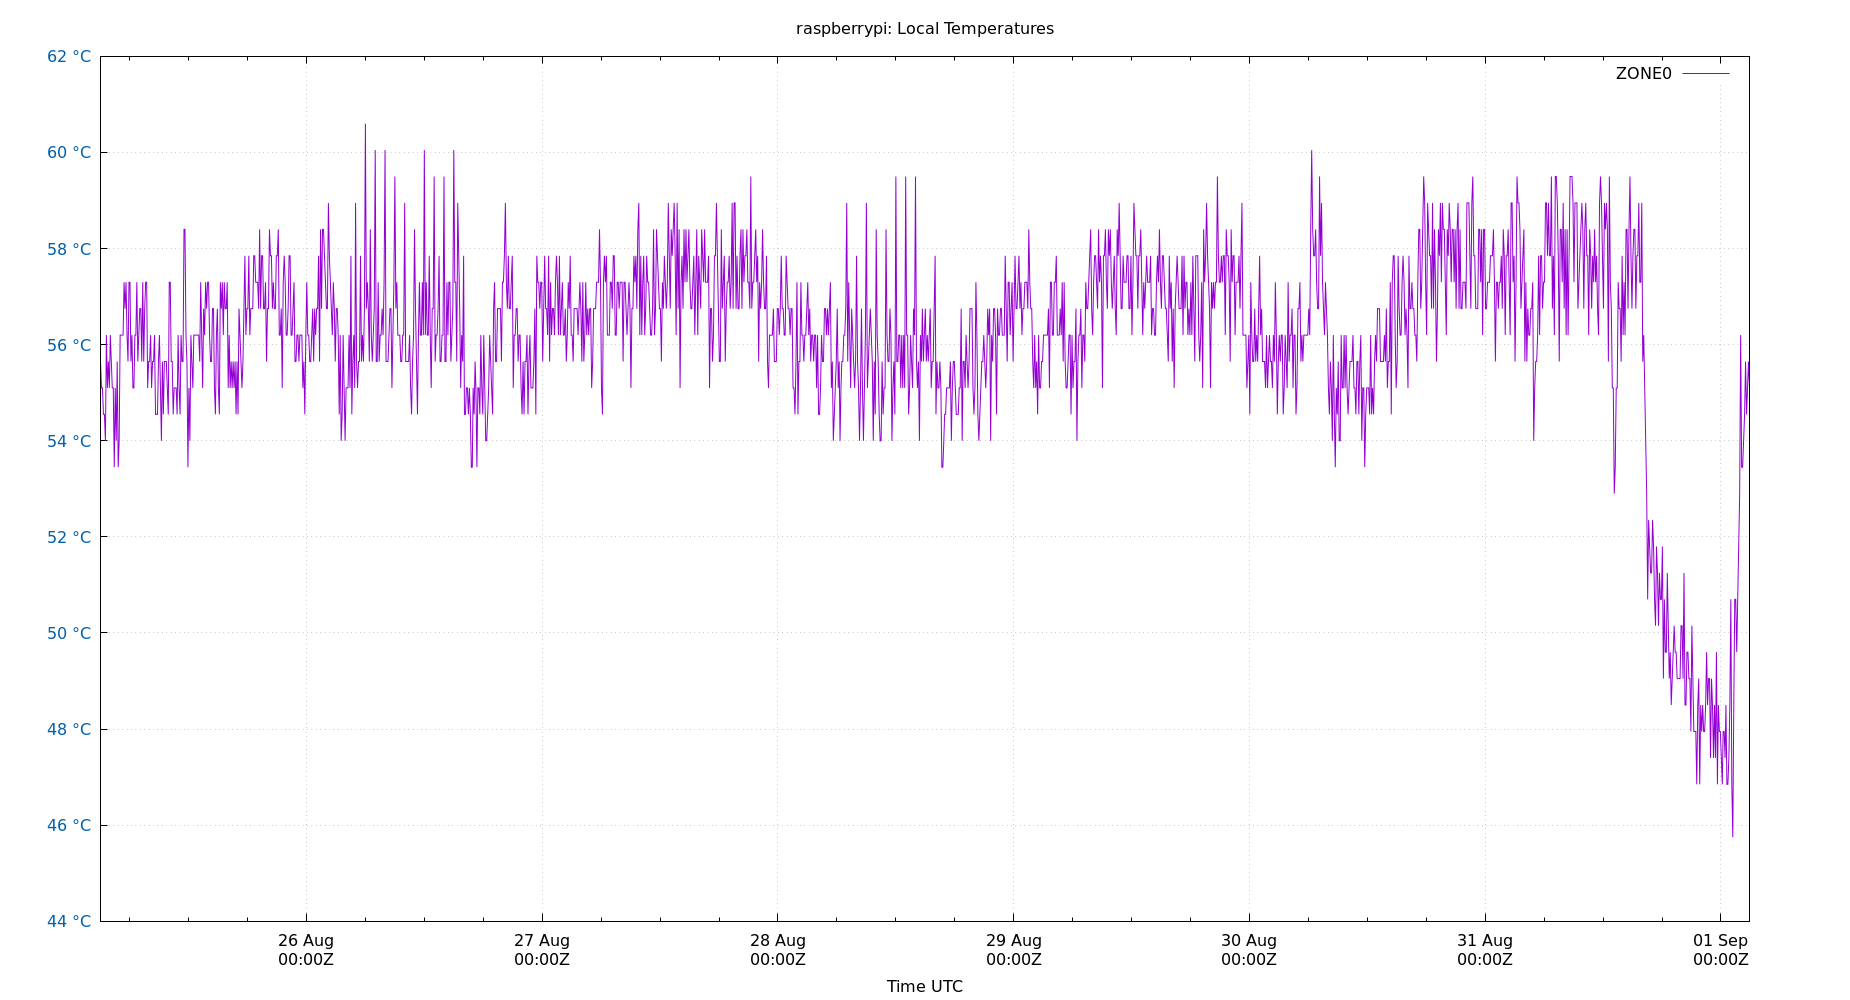 raspberrypi: Local Temperatures
62 °C
ZONE0
60 °C
58 °C
56 °C
54 °C
52 °C
50 °C
48 °C
46 °C
44 °C
26 Aug 27 Aug 28 Aug 29 Aug 30 Aug 31 Aug 01 Sep
00:00Z 00:00Z 00:00Z 00:00Z 00:00Z 00:00Z 00:00Z
Time UTC